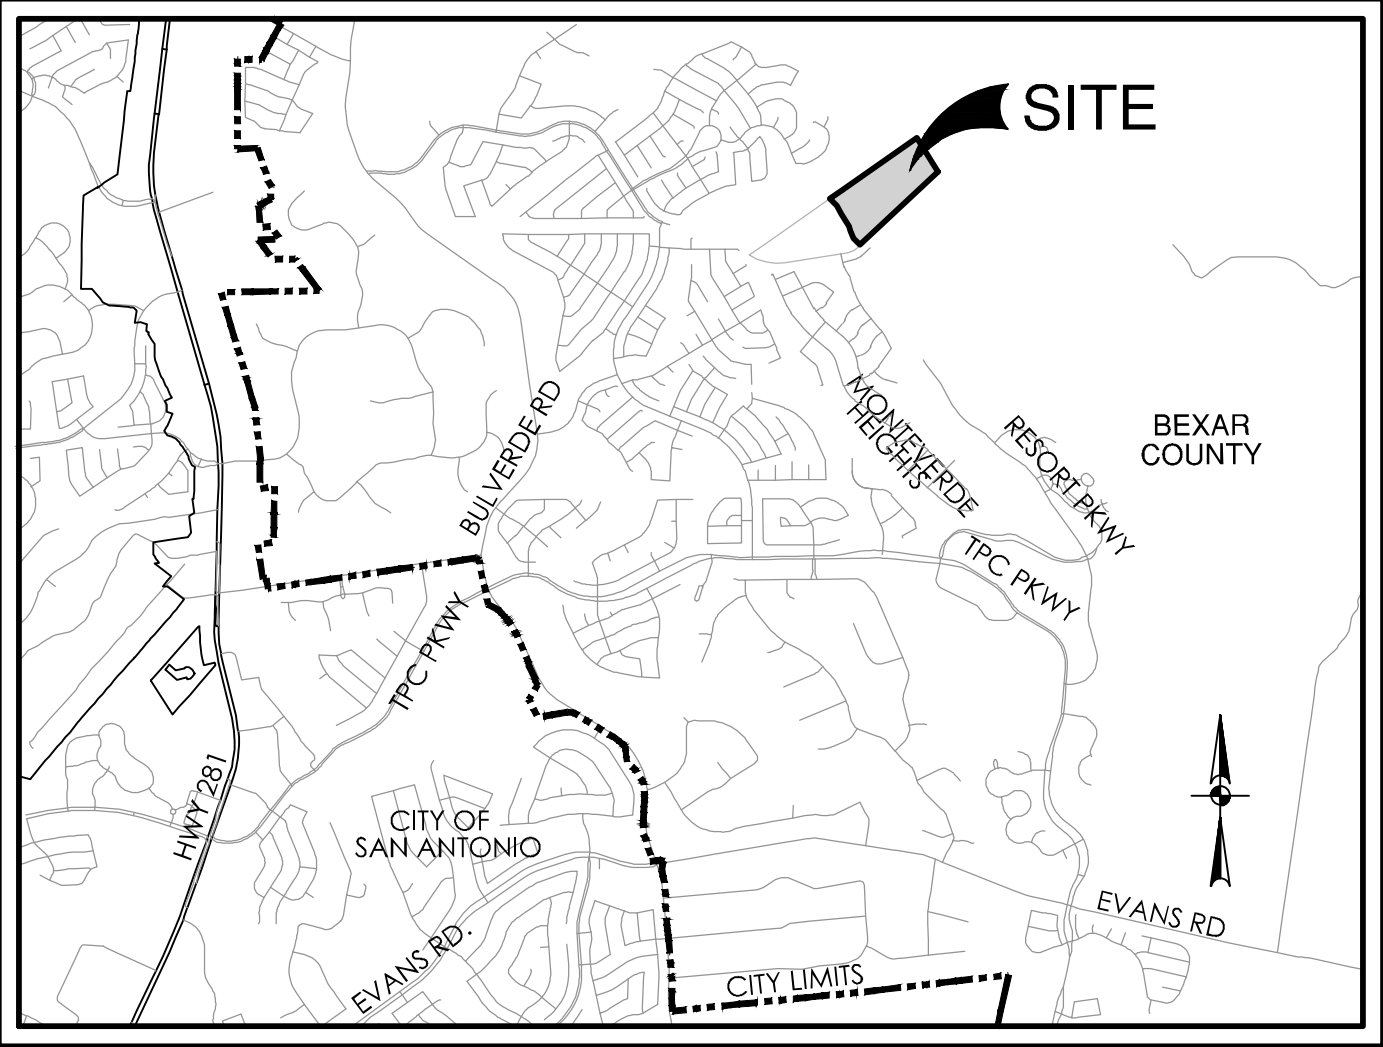 SITE
BULVERDE RD
MONTEVERDE
HEIGHTS
RESORT PKWY
BEXAR
COUNTY
TPC PKWY
TPC PKWY
HWY 281
CITY OF
SAN ANTONIO
EVANS RD
EVANS RD.
CITY LIMITS